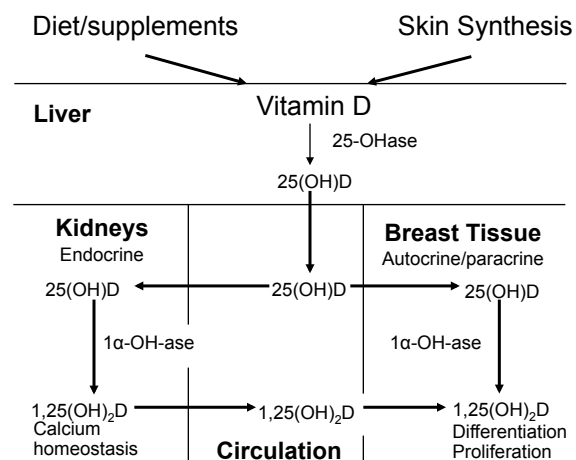 Diet/supplements Skin Synthesis
Vitamin D
Liver
25-OHase
25(OH)D
Kidneys
Endocrine
Breast Tissue
Autocrine/paracrine
25(OH)D 25(OH)D 25(OH)D
1α-OH-ase 1α-OH-ase
1,25(OH)₂D 1,25(OH)₂D 1,25(OH)₂D
Calcium
homeostasis
Circulation
Differentiation
Proliferation